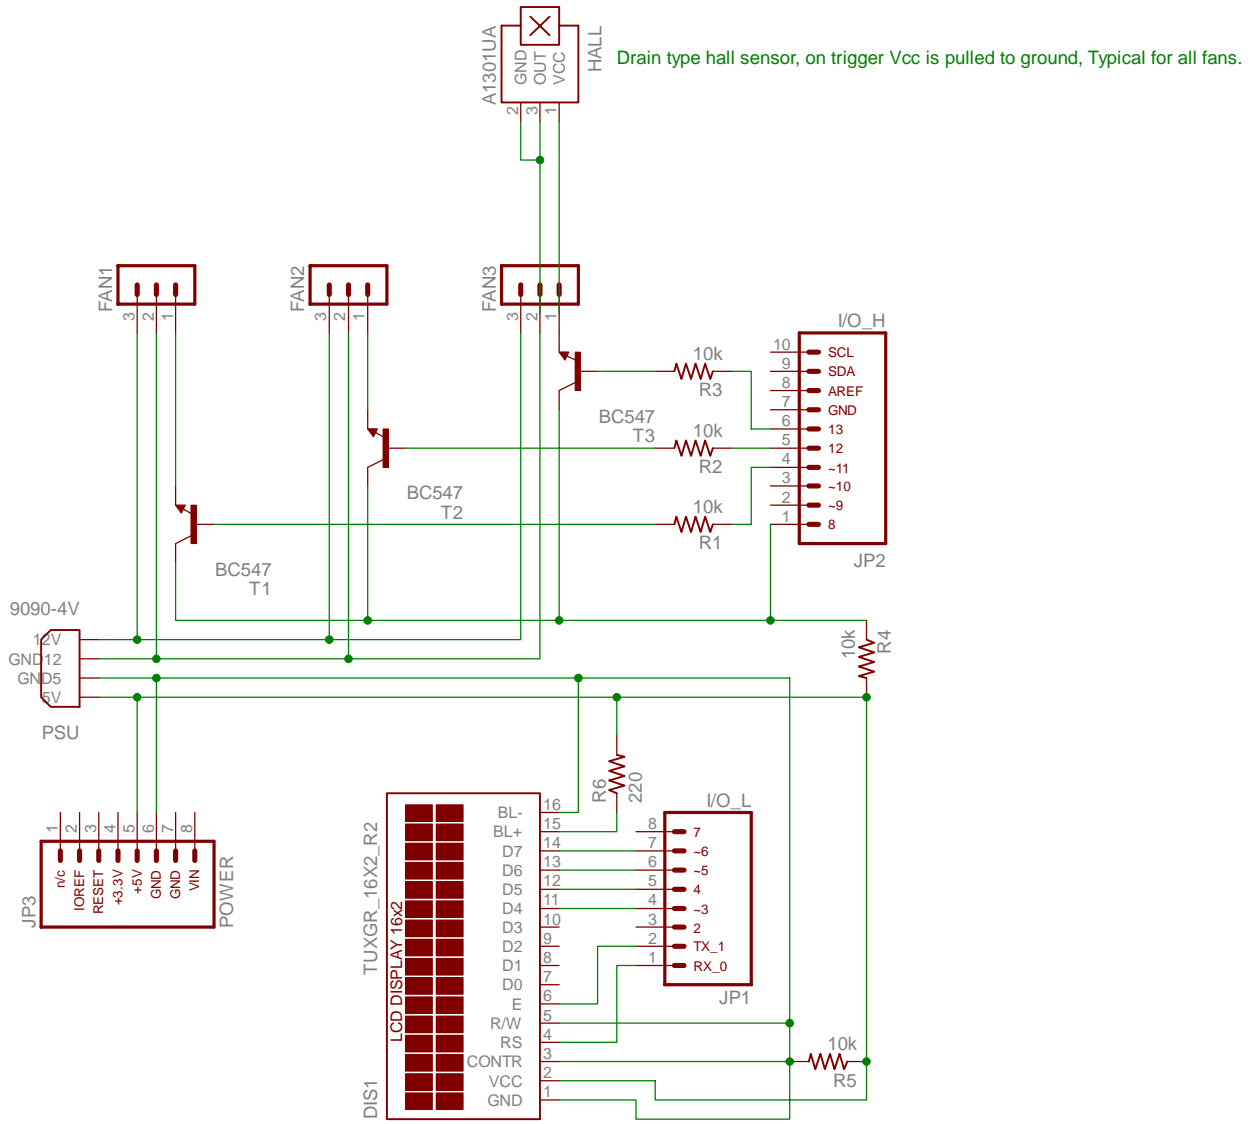 A1301UA
GND
OUT
VCC
HALL
2
3
1
Drain type hall sensor, on trigger Vcc is pulled to ground, Typical for all fans.
FAN1
3
2
1
FAN2
3
2
1
FAN3
3
2
1
I/O_H
10 SCL
9 SDA
8 AREF
7 GND
6 13
5 12
4 ~11
3 ~10
2 ~9
1 8
JP2
10k
R3
10k
R2
10k
R1
BC547
T3
BC547
T2
BC547
T1
9090-4V
12V
GND12
GND5
5V
PSU
10k
R4
R6
220
1 n/c
2 IOREF
3 RESET
4 +3.3V
5 +5V
6 GND
7 GND
8 VIN
JP3
POWER
TUXGR_16X2_R2
LCD DISPLAY 16x2
DIS1
BL- 16
BL+ 15
D7 14
D6 13
D5 12
D4 11
D3 10
D2 9
D1 8
D0 7
E 6
R/W 5
RS 4
CONTR 3
VCC 2
GND 1
I/O_L
8 7
7 ~6
6 ~5
5 4
4 ~3
3 2
2 TX_1
1 RX_0
JP1
10k
R5